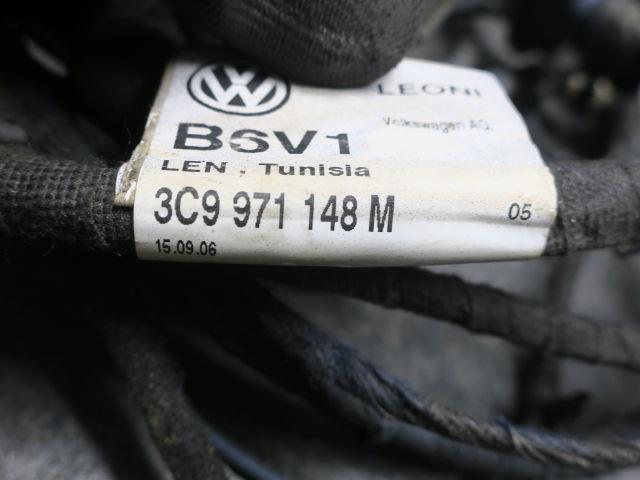 VW LEONI
B6V1 Volkswagen AG
LEN . Tunisia
3C9 971 148 M 05
15.09.06